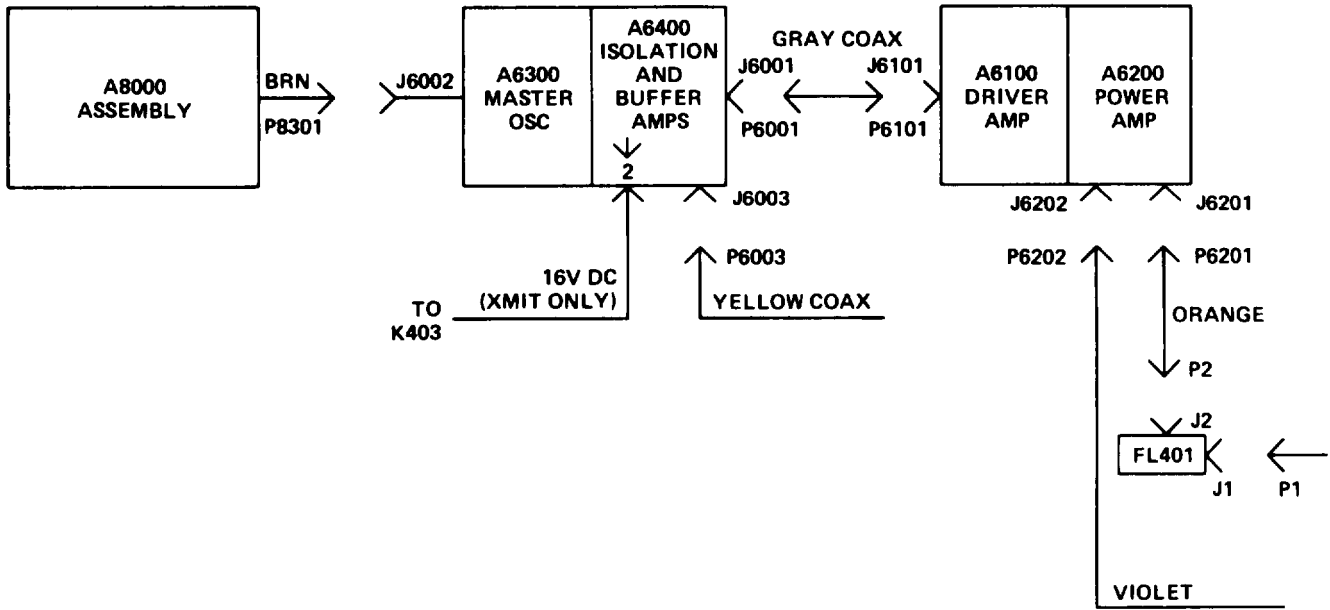 A8000
ASSEMBLY
BRN
P8301
J6002
A6300
MASTER
OSC
A6400
ISOLATION
AND
BUFFER
AMPS
2
GRAY COAX
J6001
J6101
P6001
P6101
A6100
DRIVER
AMP
A6200
POWER
AMP
J6003
P6003
16V DC
(XMIT ONLY)
TO
K403
YELLOW COAX
J6202
J6201
P6202
P6201
ORANGE
P2
J2
FL401
J1
P1
VIOLET